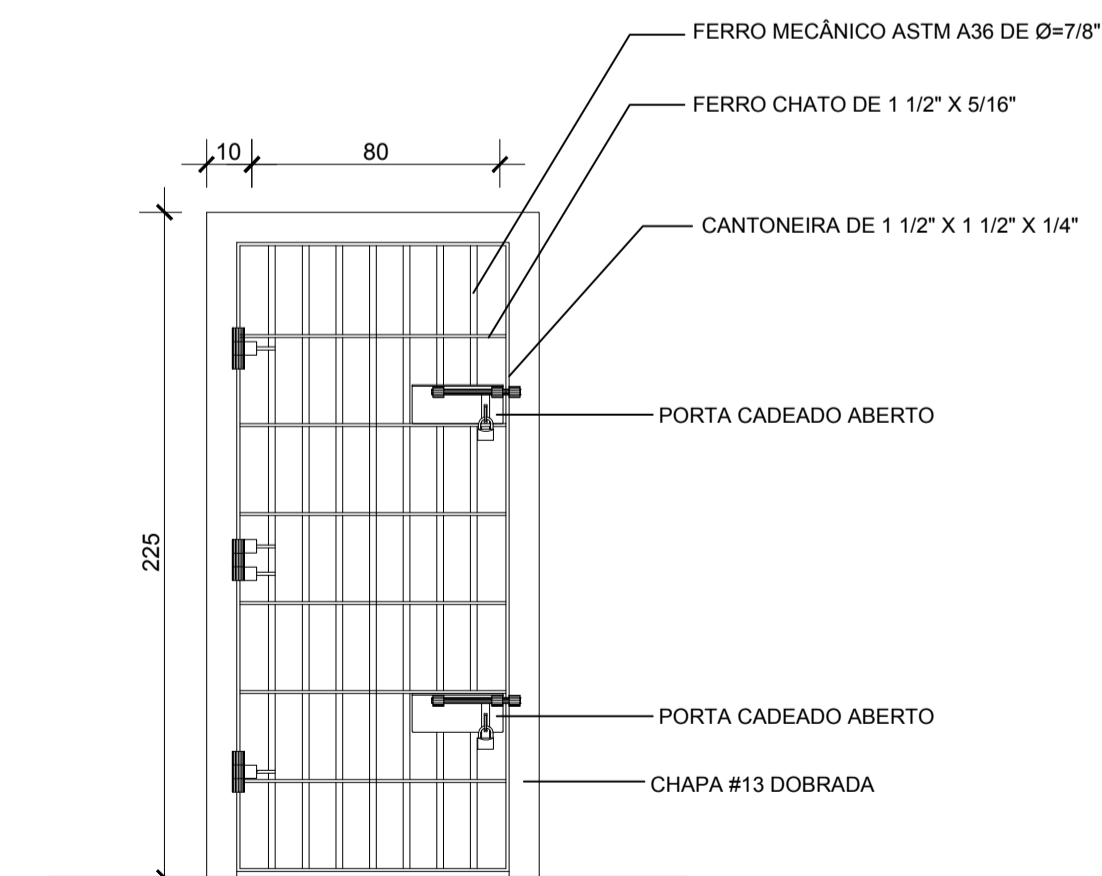 FERRO MECÂNICO ASTM A36 DE Ø=7/8"
FERRO CHATO DE 1 1/2" X 5/16"
10
80
CANTONEIRA DE 1 1/2" X 1 1/2" X 1/4"
PORTA CADEADO ABERTO
225
PORTA CADEADO ABERTO
CHAPA #13 DOBRADA